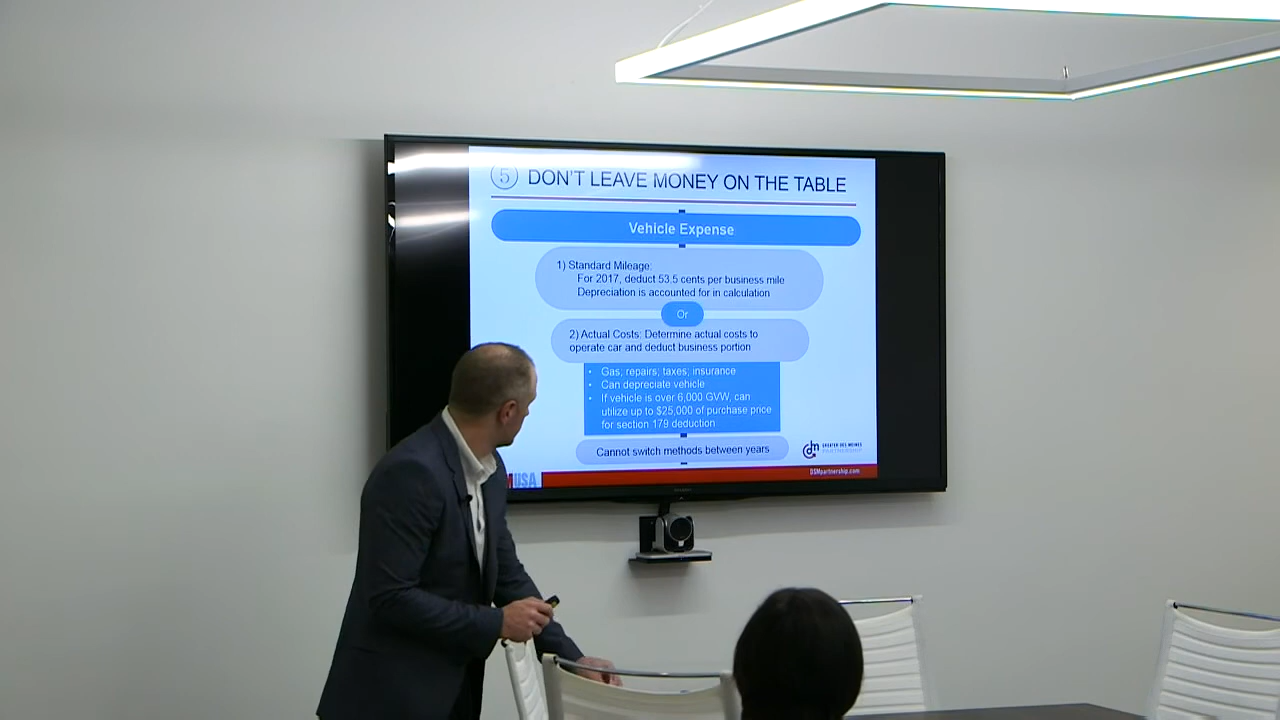 5 DON'T LEAVE MONEY ON THE TABLE
Vehicle Expense
1) Standard Mileage:
For 2017, deduct 53.5 cents per business mile
Depreciation is accounted for in calculation
Or
2) Actual Costs: Determine actual costs to
operate car and deduct business portion
• Gas, repairs, taxes, insurance
• Can depreciate vehicle
• If vehicle is over 6,000 GVW, can
utilize up to $25,000 of purchase price
for section 179 deduction
Cannot switch methods between years
dm GREATER DES MOINES
PARTNERSHIP
USA
DSMpartnership.com